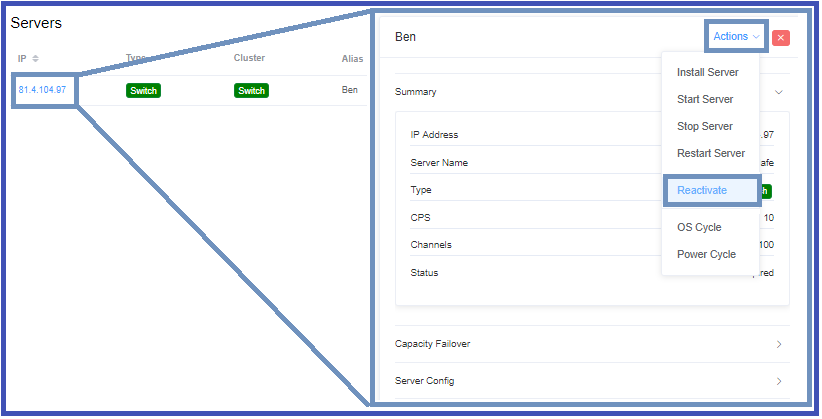 Servers
IP Type Cluster Alias
81.4.104.97 Switch Switch Ben
Ben Actions
Install Server
Start Server
Stop Server
Restart Server
Reactivate
OS Cycle
Power Cycle
Summary
IP Address .97
Server Name afe
Type h
CPS 10
Channels 100
Status ired
Capacity Failover
Server Config